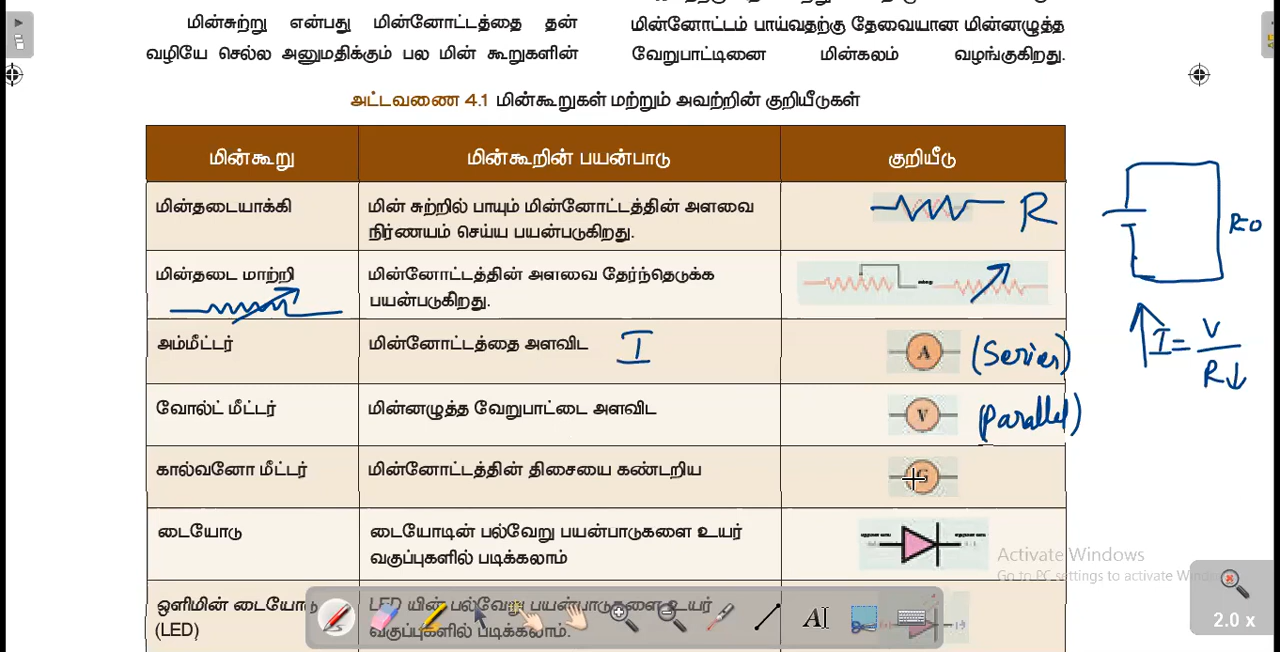 மின்சுற்று என்பது மின்னோட்டத்தை தன்
வழியே செல்ல அனுமதிக்கும் பல மின் கூறுகளின்
மின்னோட்டம் பாய்வதற்கு தேவையான மின்னழுத்த
வேறுபாட்டினை மின்கலம் வழங்குகிறது.
அட்டவணை 4.1 மின்கூறுகள் மற்றும் அவற்றின் குறியீடுகள்
மின்கூறு மின்கூறின் பயன்பாடு குறியீடு
மின்தடையாக்கி மின் சுற்றில் பாயும் மின்னோட்டத்தின் அளவை
நிர்ணயம் செய்ய பயன்படுகிறது.
R
R=0
மின்தடை மாற்றி மின்னோட்டத்தின் அளவை தேர்ந்தெடுக்க
பயன்படுகிறது.
அம்மீட்டர் மின்னோட்டத்தை அளவிட I A (Series)
I = V
R
வோல்ட் மீட்டர் மின்னழுத்த வேறுபாட்டை அளவிட V (Parallel)
கால்வனோ மீட்டர் மின்னோட்டத்தின் திசையை கண்டறிய G
டையோடு டையோடின் பல்வேறு பயன்பாடுகளை உயர்
வகுப்புகளில் படிக்கலாம்
Activate Windows
Go to PC settings to activate
ஒளிமின் டையோடு LED யின் பல்வேறு பயன்பாடுகளை உயர்
(LED) வகுப்புகளில் படிக்கலாம்.
2.0 x